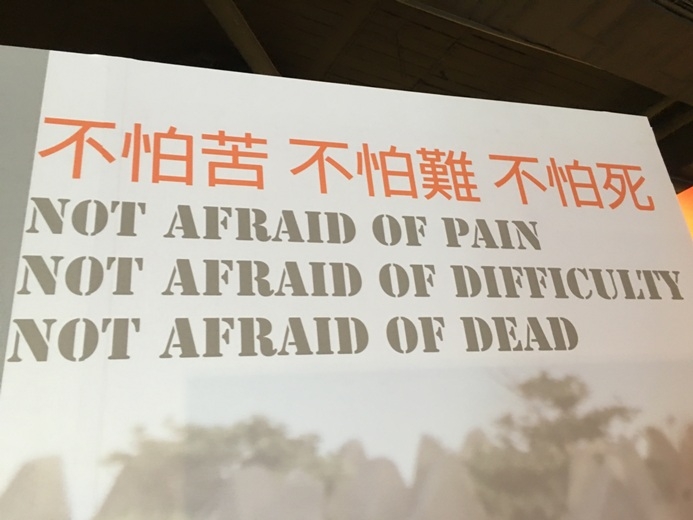 不怕苦 不怕難 不怕死
NOT AFRAID OF PAIN
NOT AFRAID OF DIFFICULTY
NOT AFRAID OF DEAD